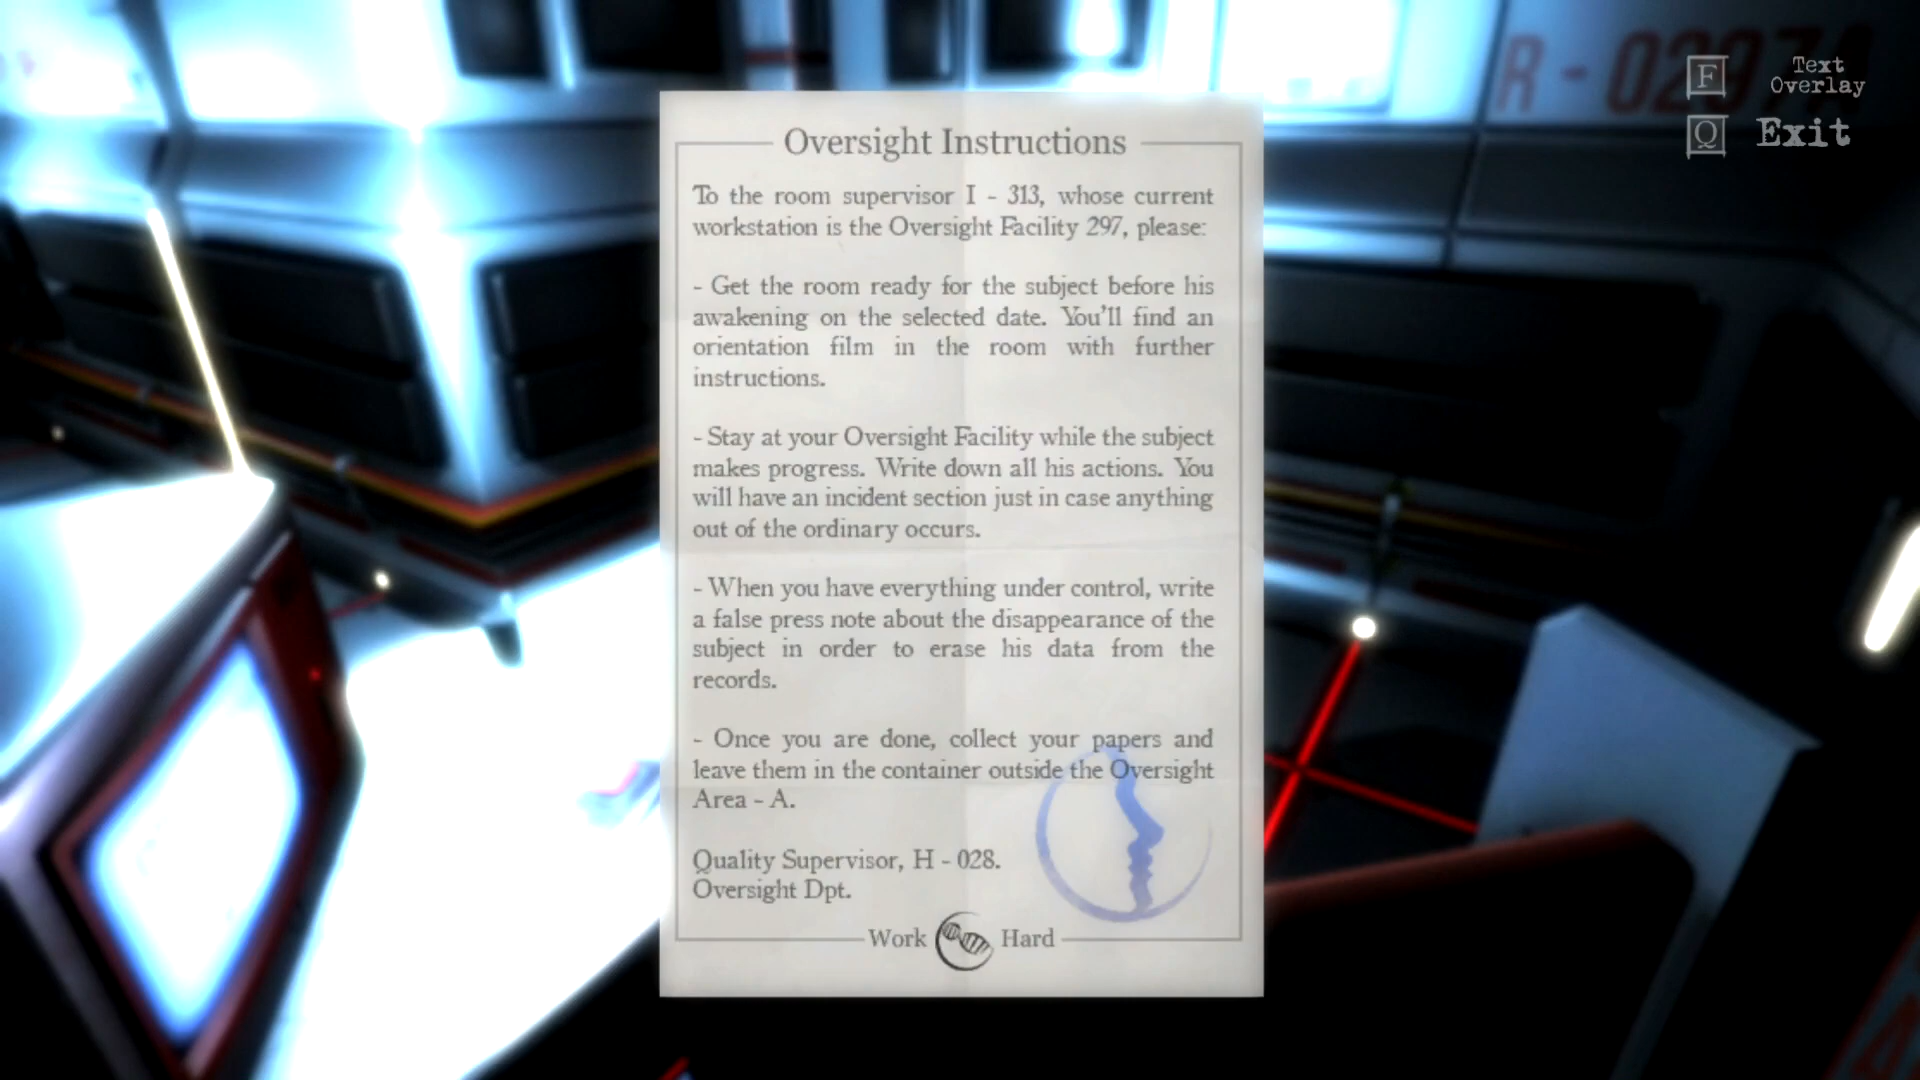 R - 0297A
F Text
Overlay
Q Exit
Oversight Instructions
To the room supervisor I - 313, whose current
workstation is the Oversight Facility 297, please:
- Get the room ready for the subject before his
awakening on the selected date. You'll find an
orientation film in the room with further
instructions.
- Stay at your Oversight Facility while the subject
makes progress. Write down all his actions. You
will have an incident section just in case anything
out of the ordinary occurs.
- When you have everything under control, write
a false press note about the disappearance of the
subject in order to erase his data from the
records.
- Once you are done, collect your papers and
leave them in the container outside the Oversight
Area - A.
Quality Supervisor, H - 028.
Oversight Dpt.
Work Hard